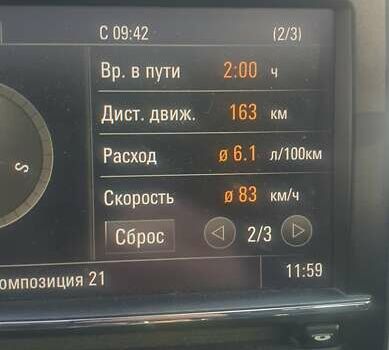 С 09:42 (2/3)
Вр. в пути 2:00 ч
Дист. движ. 163 км
Расход ø 6.1 л/100км
Скорость ø 83 км/ч
S
Сброс 2/3
омпозиция 21 11:59